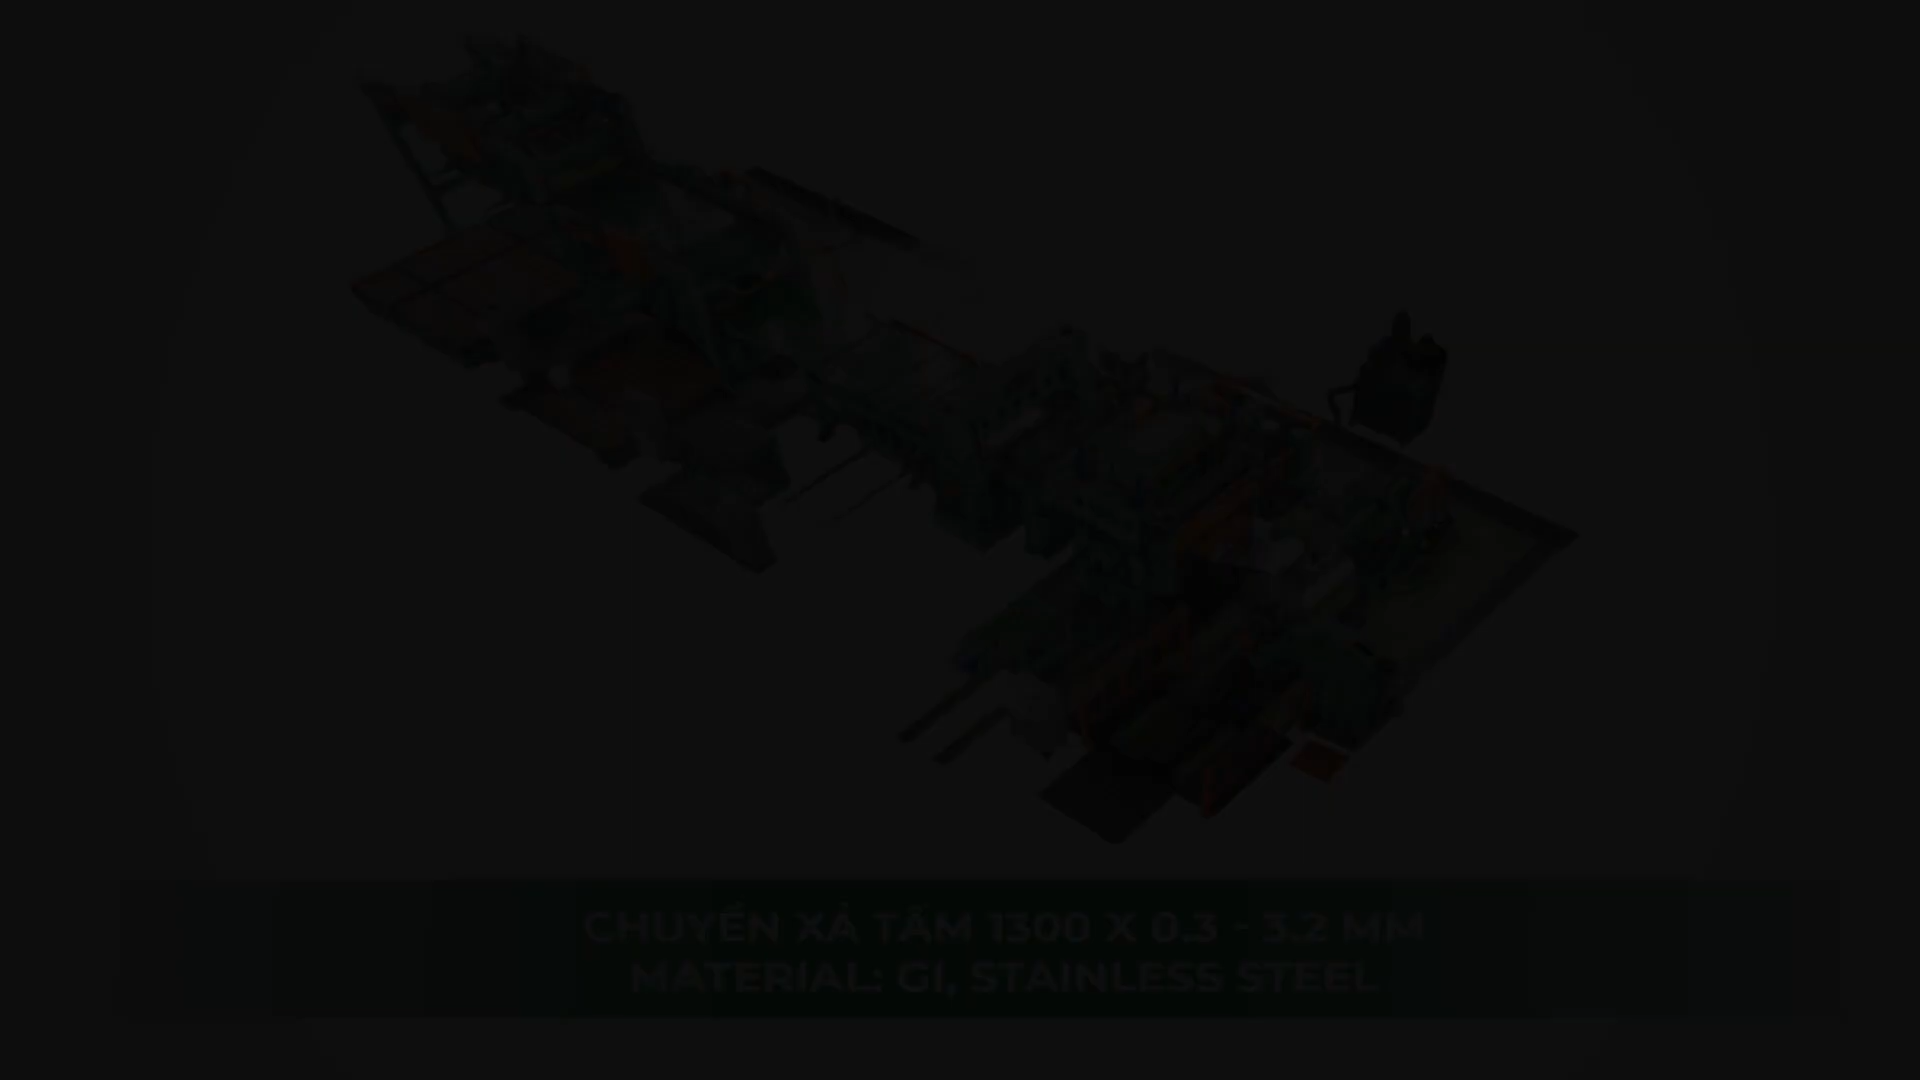 CHUYỀN XẢ TẤM 1300 X 0.3 - 3.2 MM
MATERIAL: GI, STAINLESS STEEL